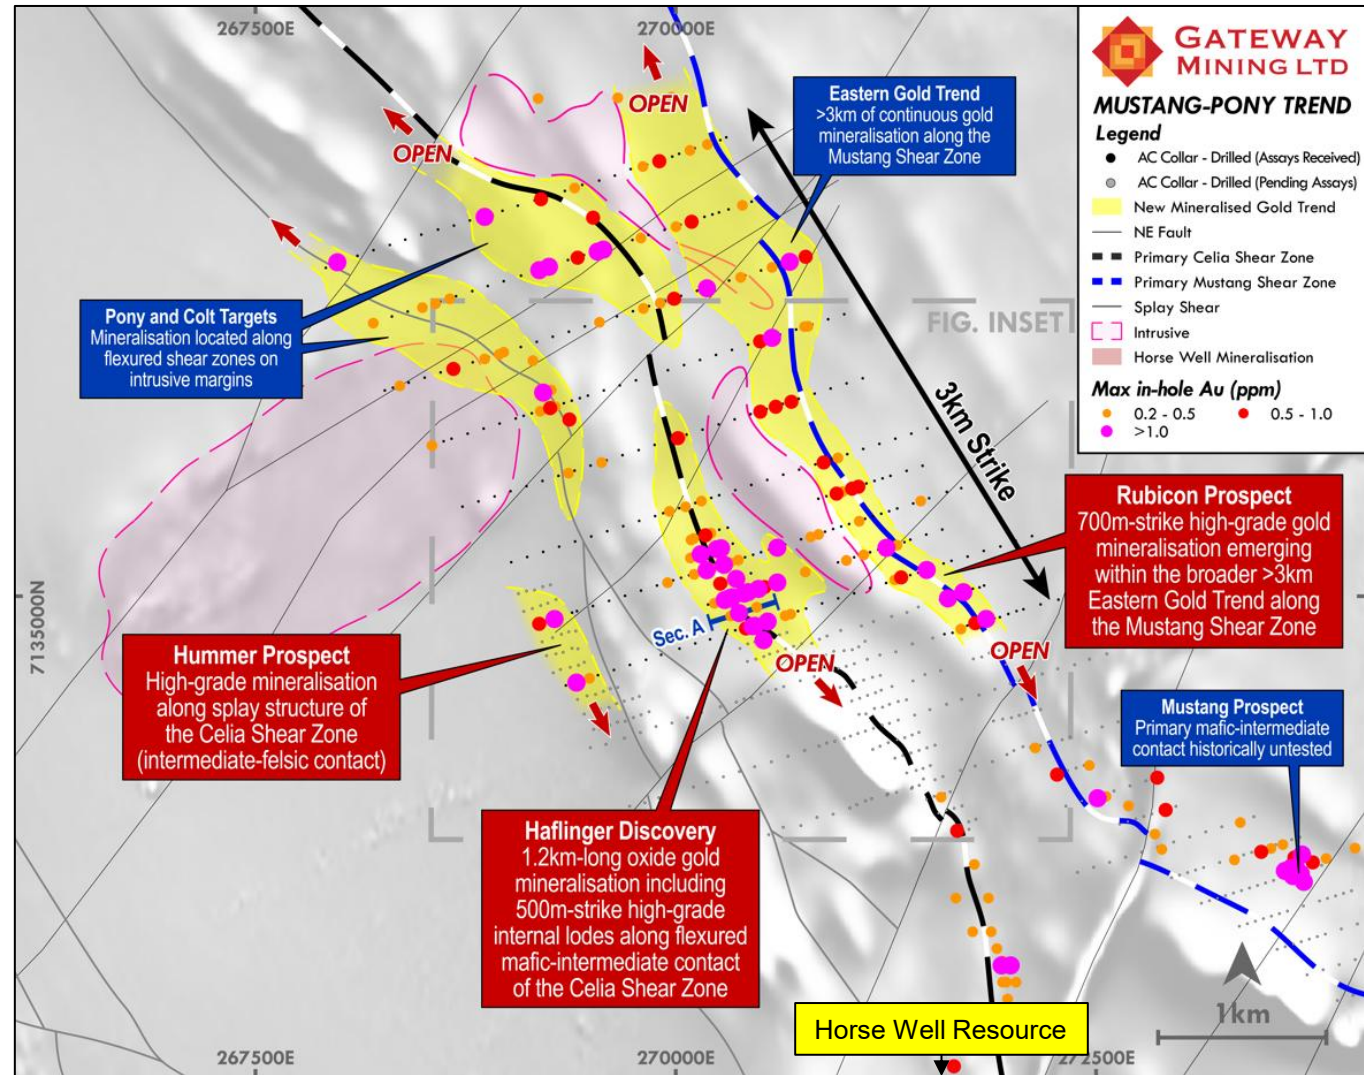 267500E
270000E
GATEWAY
MINING LTD
MUSTANG-PONY TREND
Legend
AC Collar - Drilled (Assays Received)
AC Collar - Drilled (Pending Assays)
New Mineralised Gold Trend
NE Fault
Primary Celia Shear Zone
Primary Mustang Shear Zone
Splay Shear
Intrusive
Horse Well Mineralisation
Max in-hole Au (ppm)
0.2 - 0.5
0.5 - 1.0
>1.0
OPEN
OPEN
Eastern Gold Trend
>3km of continuous gold
mineralisation along the
Mustang Shear Zone
Pony and Colt Targets
Mineralisation located along
flexured shear zones on
intrusive margins
FIG. INSET
3km Strike
Rubicon Prospect
700m-strike high-grade gold
mineralisation emerging
within the broader >3km
Eastern Gold Trend along
the Mustang Shear Zone
7135000N
Sec. A
Hummer Prospect
High-grade mineralisation
along splay structure of
the Celia Shear Zone
(intermediate-felsic contact)
OPEN
OPEN
Mustang Prospect
Primary mafic-intermediate
contact historically untested
Haflinger Discovery
1.2km-long oxide gold
mineralisation including
500m-strike high-grade
internal lodes along flexured
mafic-intermediate contact
of the Celia Shear Zone
Horse Well Resource
1km
267500E
270000E
272500E